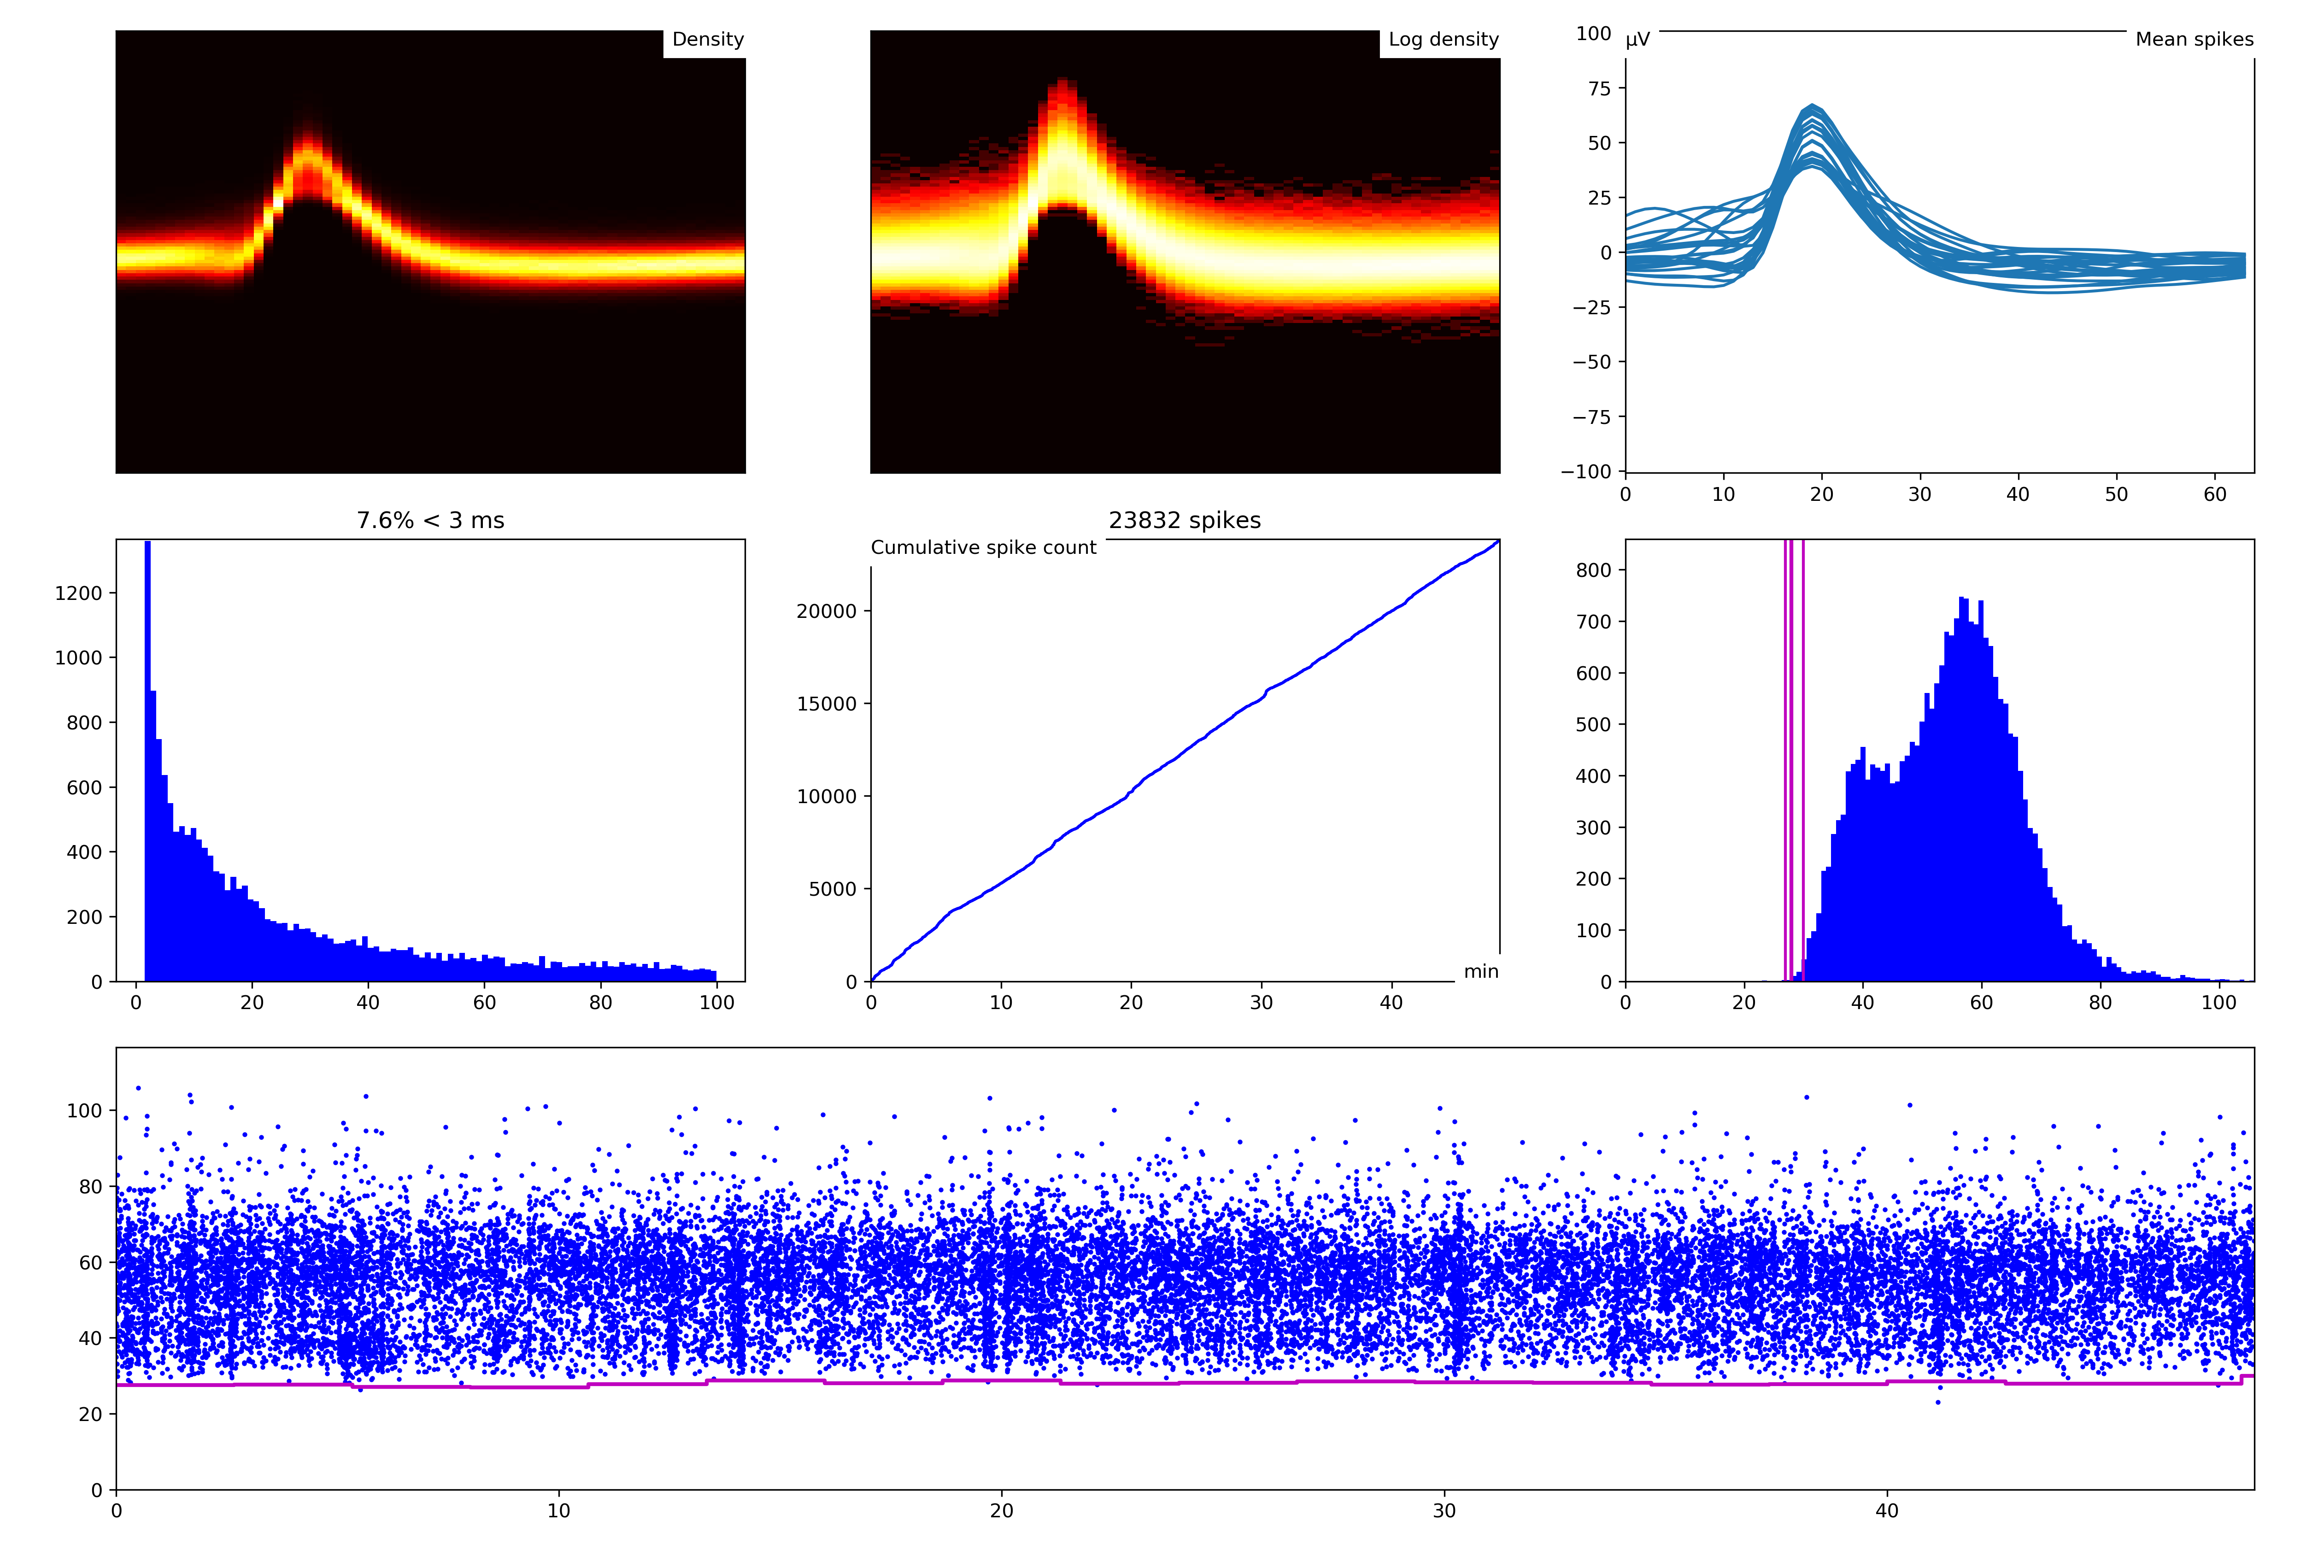 Density
Log density
100 µV Mean spikes
75
50
25
0
−25
−50
−75
−100
0 10 20 30 40 50 60
7.6% < 3 ms
1200
1000
800
600
400
200
0
0 20 40 60 80 100
23832 spikes
Cumulative spike count
20000
15000
10000
5000
0
min
0 10 20 30 40
800
700
600
500
400
300
200
100
0
0 20 40 60 80 100
100
80
60
40
20
0
0 10 20 30 40